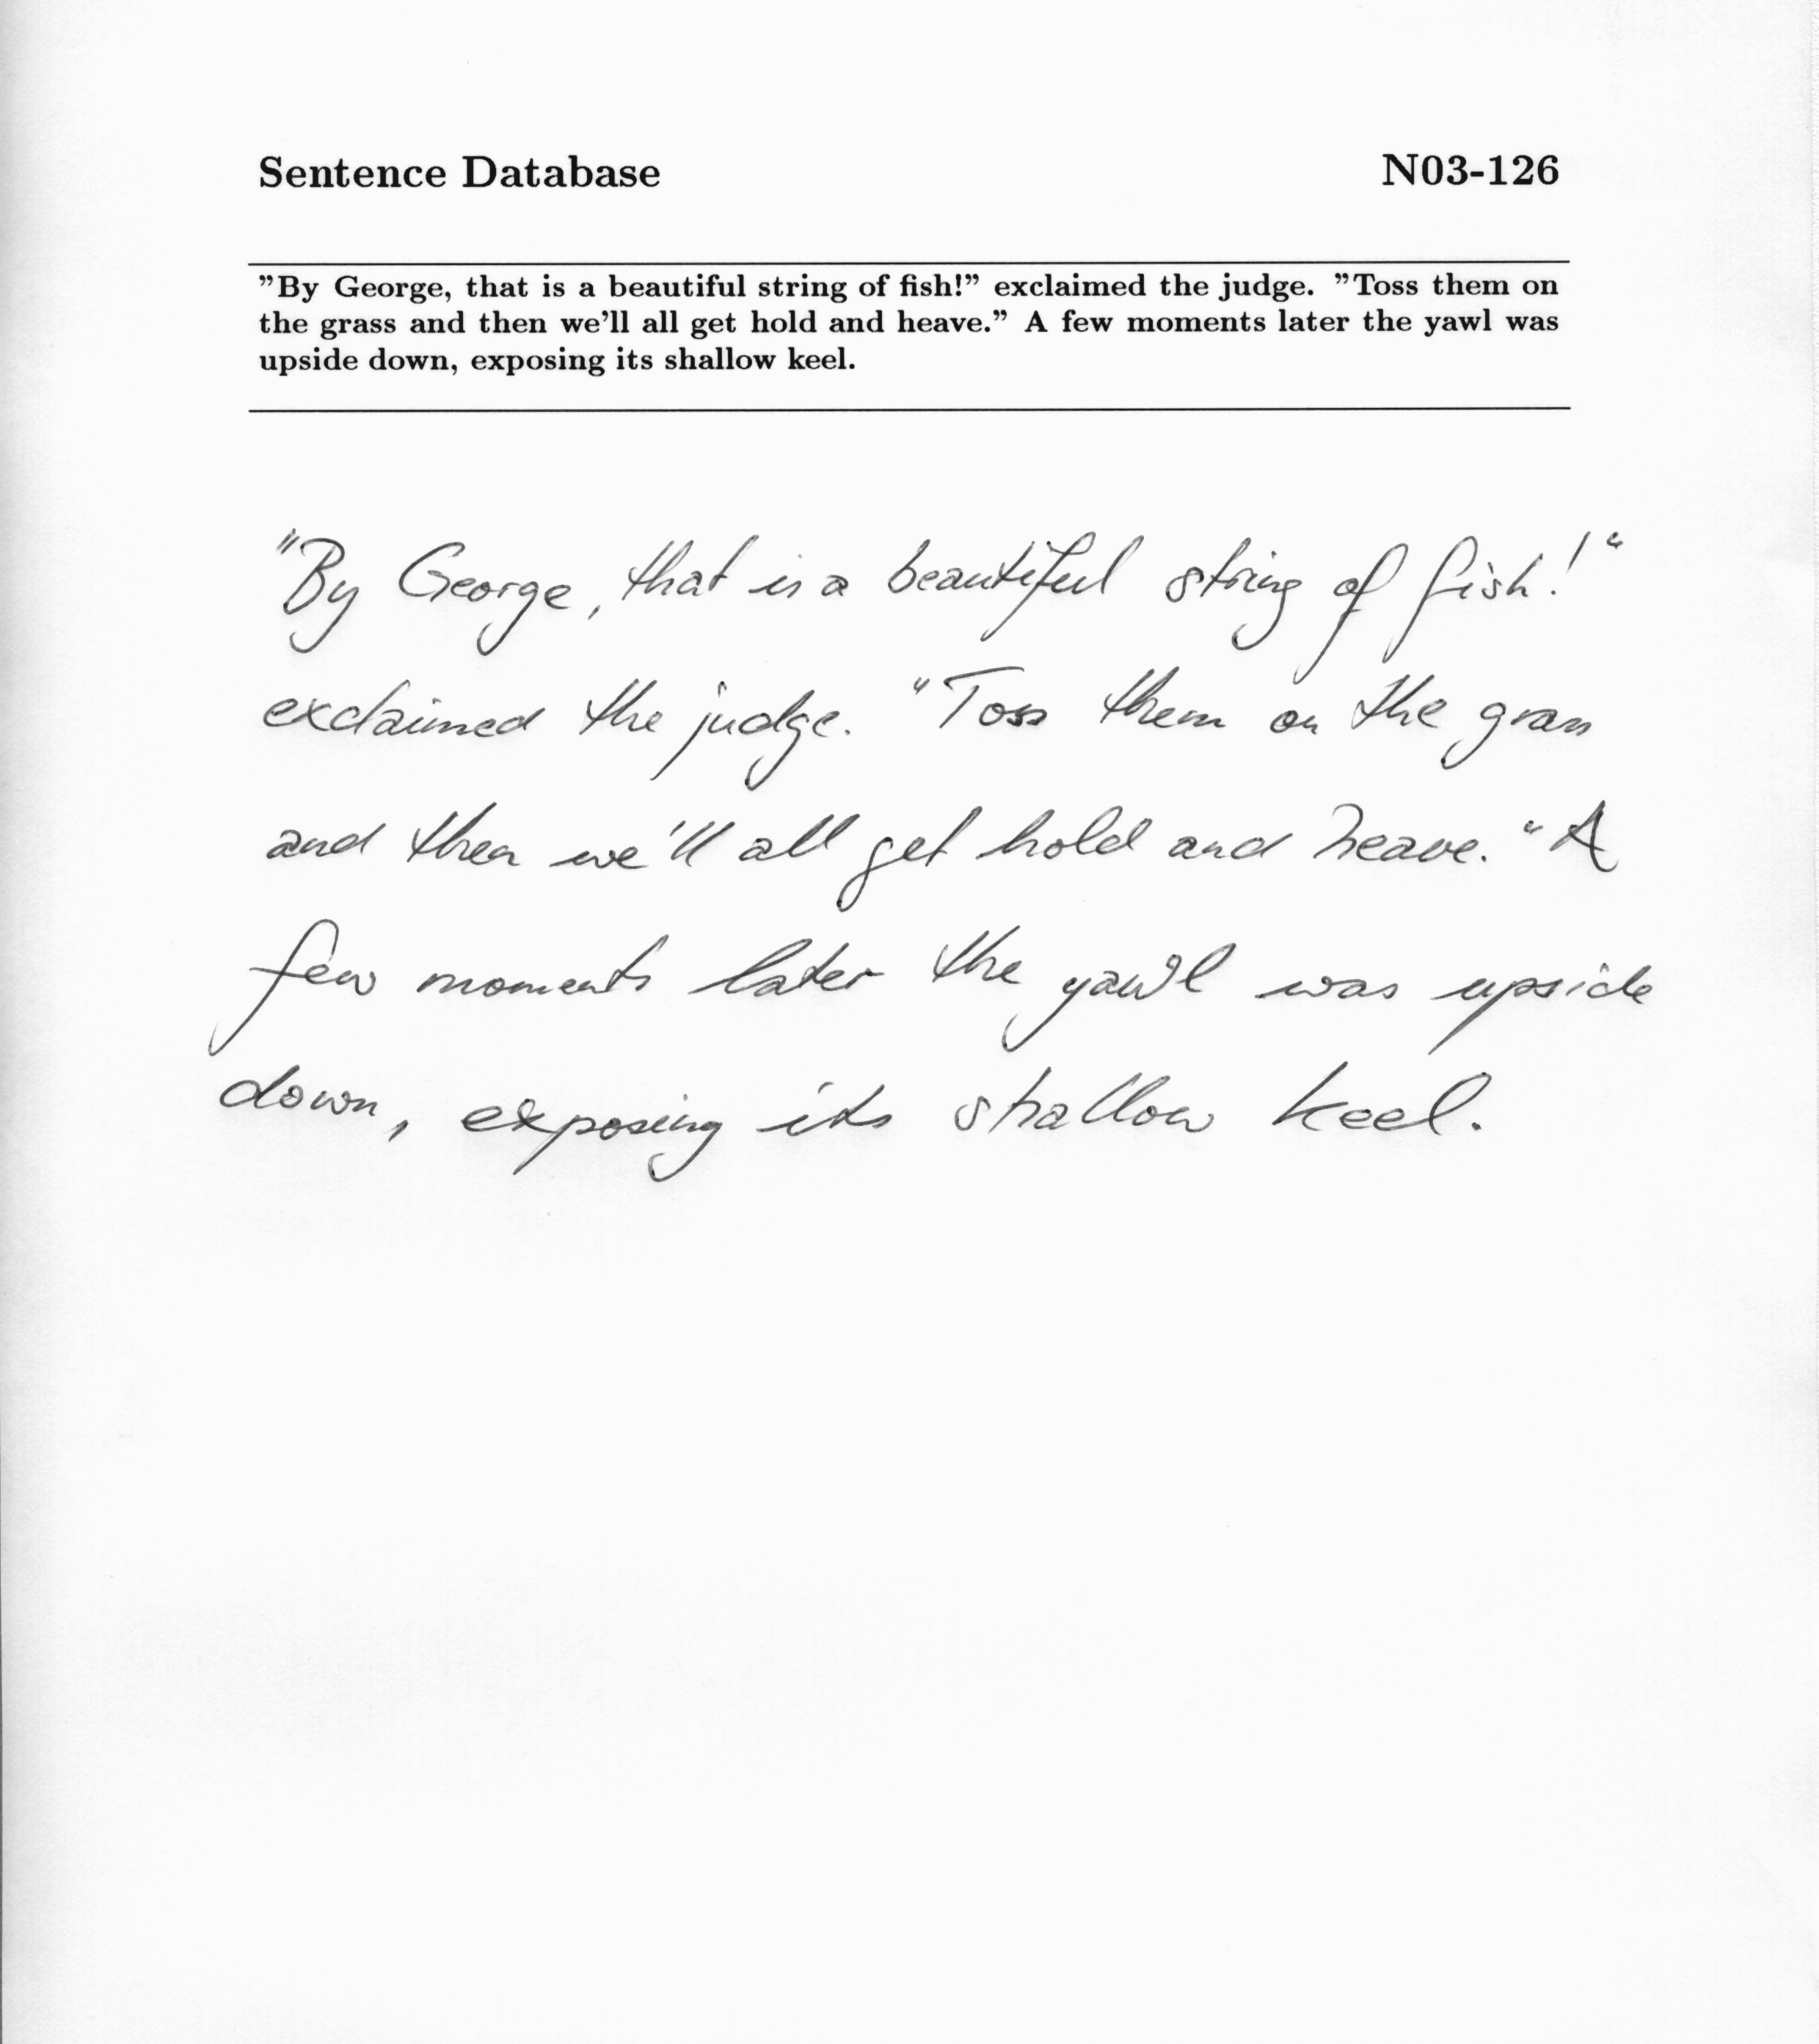 Sentence Database N03-126
”By George, that is a beautiful string of fish!” exclaimed the judge. ”Toss them on
the grass and then we’ll all get hold and heave.” A few moments later the yawl was
upside down, exposing its shallow keel.
"By George, that is a beautiful string of fish!"
exclaimed the judge. "Toss them on the grass
and then we'll all get hold and heave." A
few moments later the yawl was upside
down, exposing its shallow keel.